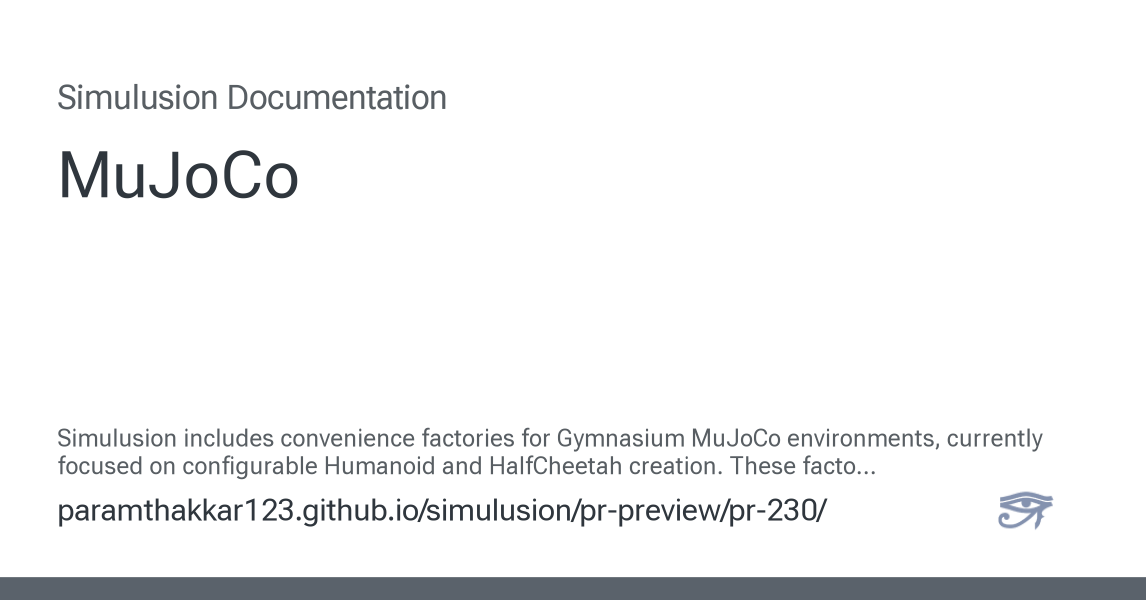 Simulusion Documentation
MuJoCo
Simulusion includes convenience factories for Gymnasium MuJoCo environments, currently
focused on configurable Humanoid and HalfCheetah creation. These facto...
paramthakkar123.github.io/simulusion/pr-preview/pr-230/